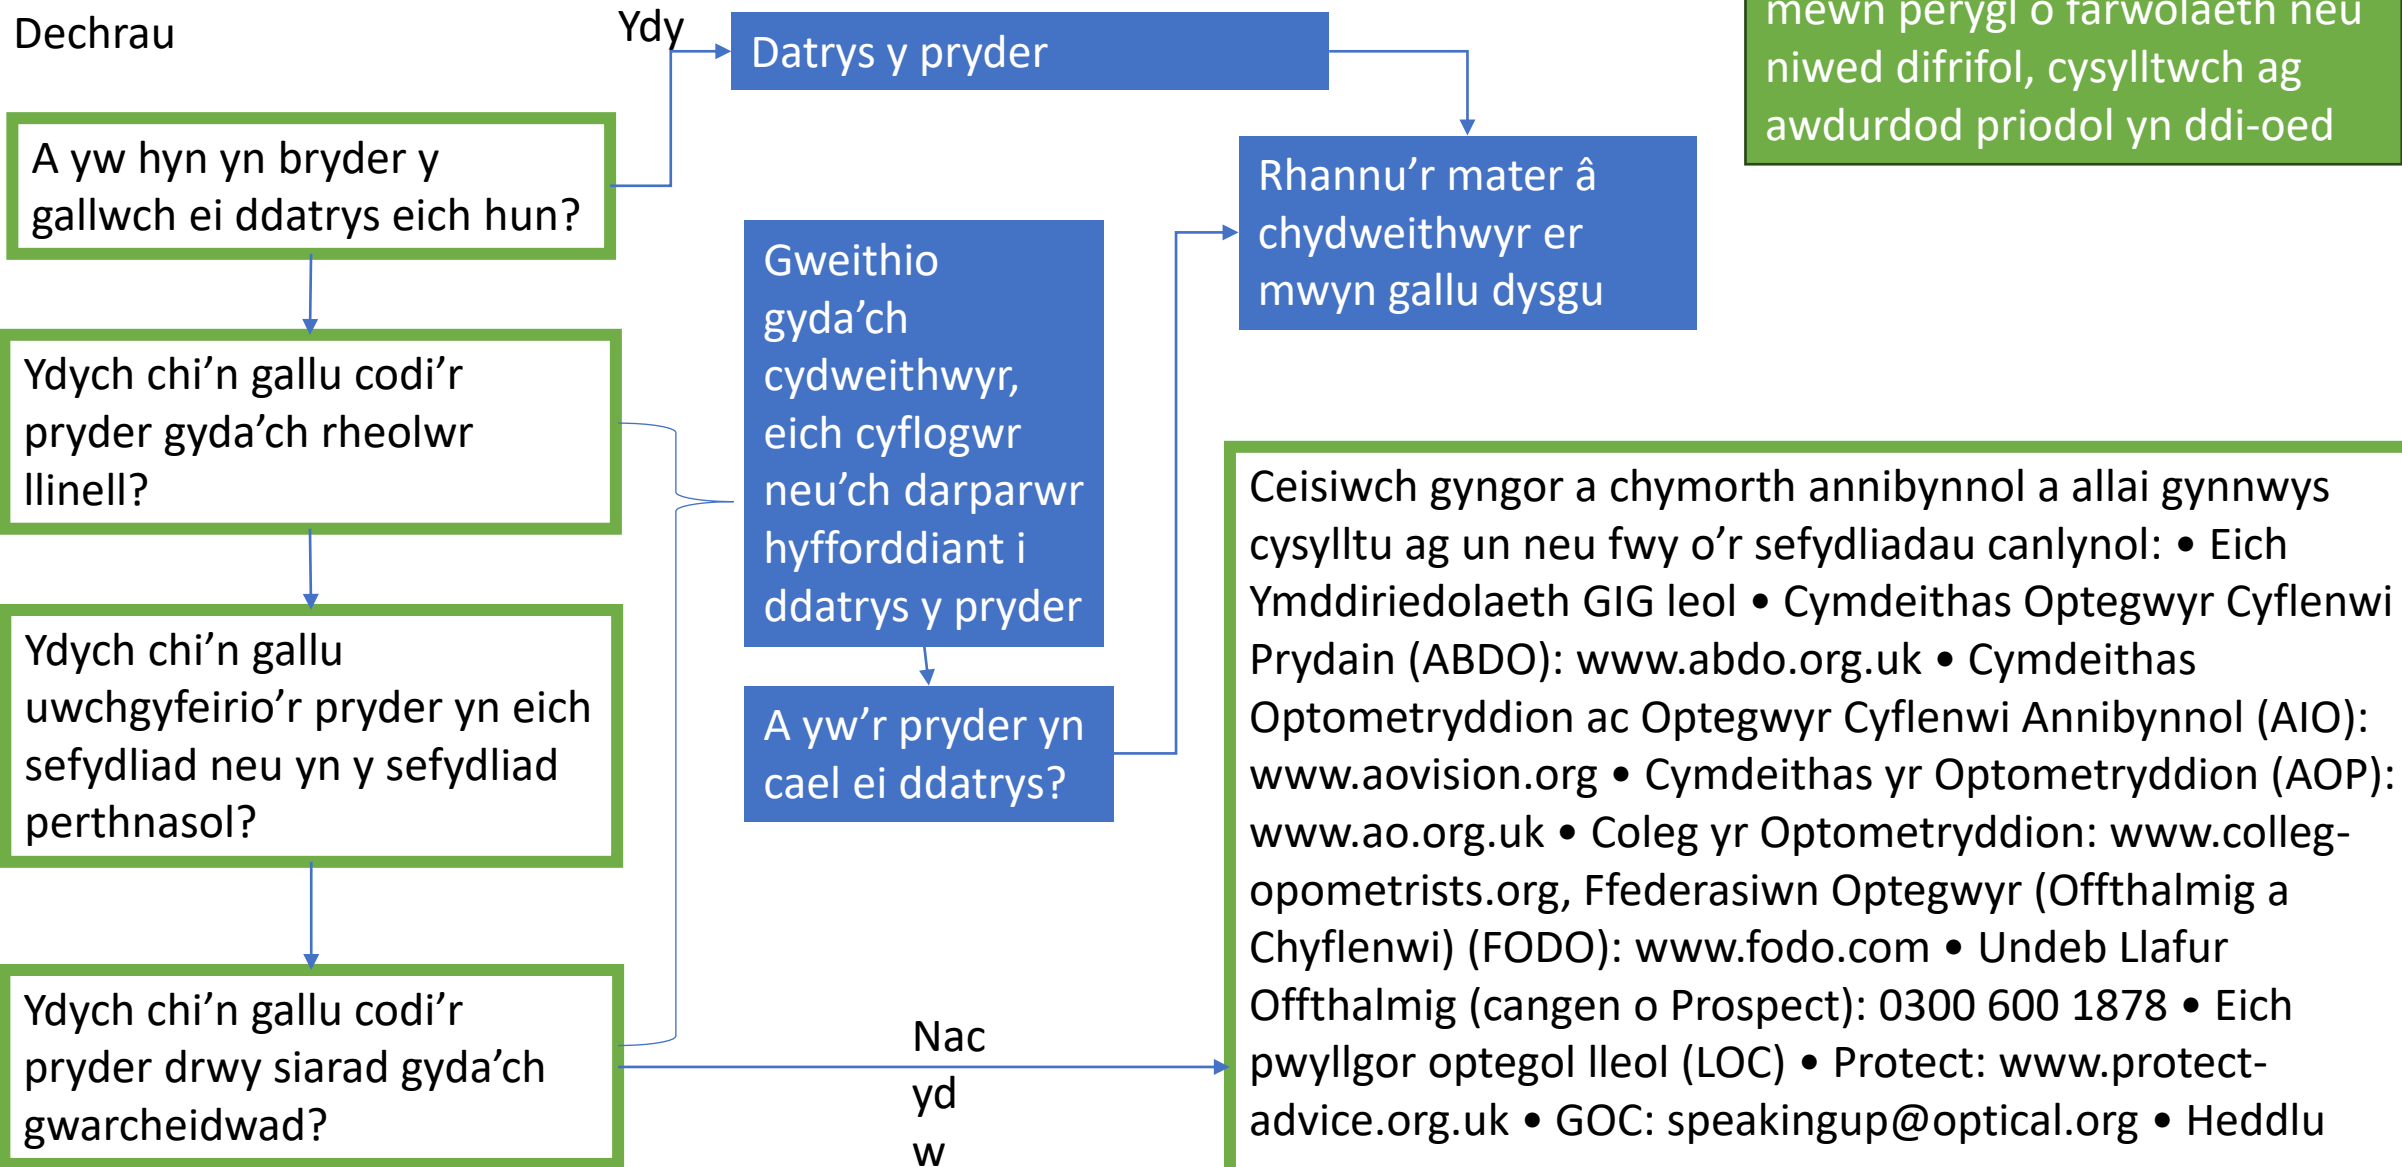 Dechrau
Ydy
Datrys y pryder
mewn perygl o farwolaeth neu
niwed difrifol, cysylltwch ag
awdurdod priodol yn ddi-oed
A yw hyn yn bryder y
gallwch ei ddatrys eich hun?
Rhannu’r mater â
chydweithwyr er
mwyn gallu dysgu
Gweithio
gyda’ch
cydweithwyr,
eich cyflogwr
neu’ch darparwr
hyfforddiant i
ddatrys y pryder
Ydych chi’n gallu codi’r
pryder gyda’ch rheolwr
llinell?
Ydych chi’n gallu
uwchgyfeirio’r pryder yn eich
sefydliad neu yn y sefydliad
perthnasol?
A yw’r pryder yn
cael ei ddatrys?
Ydych chi’n gallu codi’r
pryder drwy siarad gyda’ch
gwarcheidwad?
Nac
yd
w
Ceisiwch gyngor a chymorth annibynnol a allai gynnwys
cysylltu ag un neu fwy o’r sefydliadau canlynol: • Eich
Ymddiriedolaeth GIG leol • Cymdeithas Optegwyr Cyflenwi
Prydain (ABDO): www.abdo.org.uk • Cymdeithas
Optometryddion ac Optegwyr Cyflenwi Annibynnol (AIO):
www.aovision.org • Cymdeithas yr Optometryddion (AOP):
www.ao.org.uk • Coleg yr Optometryddion: www.colleg-
opometrists.org, Ffederasiwn Optegwyr (Offthalmig a
Chyflenwi) (FODO): www.fodo.com • Undeb Llafur
Offthalmig (cangen o Prospect): 0300 600 1878 • Eich
pwyllgor optegol lleol (LOC) • Protect: www.protect-
advice.org.uk • GOC: speakingup@optical.org • Heddlu